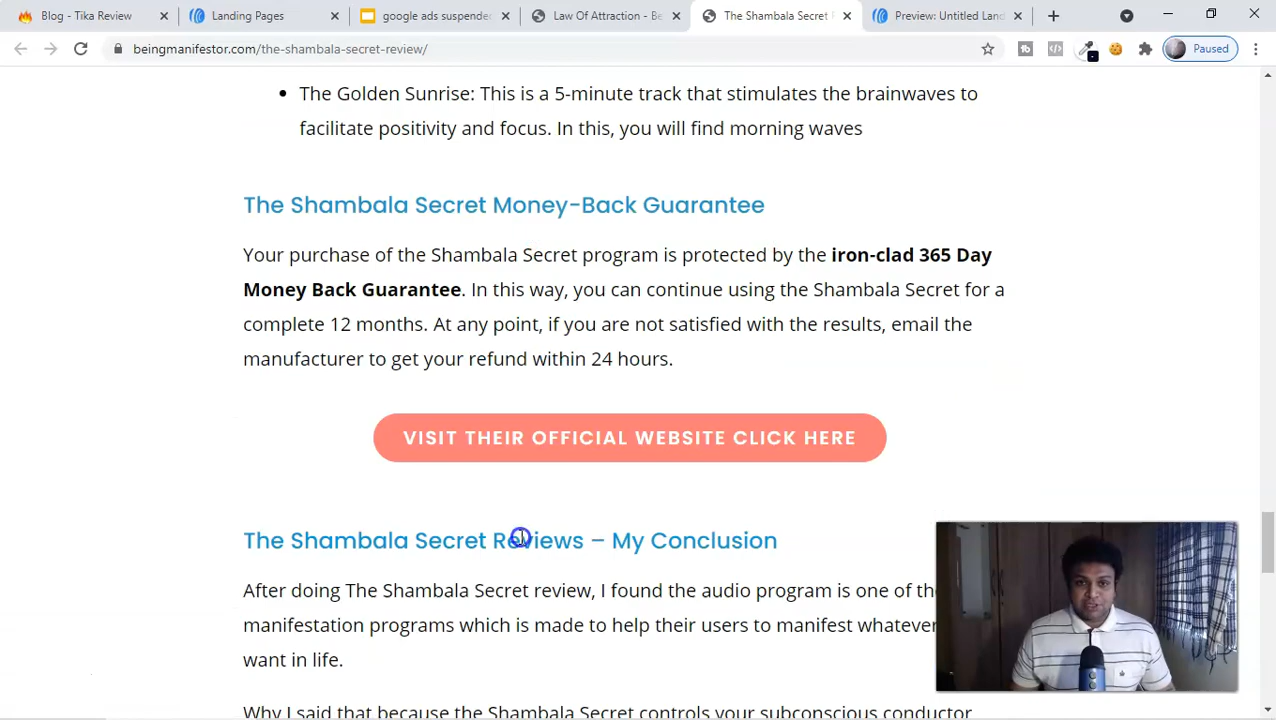 Blog - Tika Review
Landing Pages
google ads suspende
Law Of Attraction - Be
The Shambala Secret R
Preview: Untitled Land
beingmanifestor.com/the-shambala-secret-review/
Paused
The Golden Sunrise: This is a 5-minute track that stimulates the brainwaves to
facilitate positivity and focus. In this, you will find morning waves
The Shambala Secret Money-Back Guarantee
Your purchase of the Shambala Secret program is protected by the iron-clad 365 Day
Money Back Guarantee. In this way, you can continue using the Shambala Secret for a
complete 12 months. At any point, if you are not satisfied with the results, email the
manufacturer to get your refund within 24 hours.
VISIT THEIR OFFICIAL WEBSITE CLICK HERE
The Shambala Secret Reviews – My Conclusion
After doing The Shambala Secret review, I found the audio program is one of the
manifestation programs which is made to help their users to manifest whatever
want in life.
Why I said that because the Shambala Secret controls your subconscious conductor